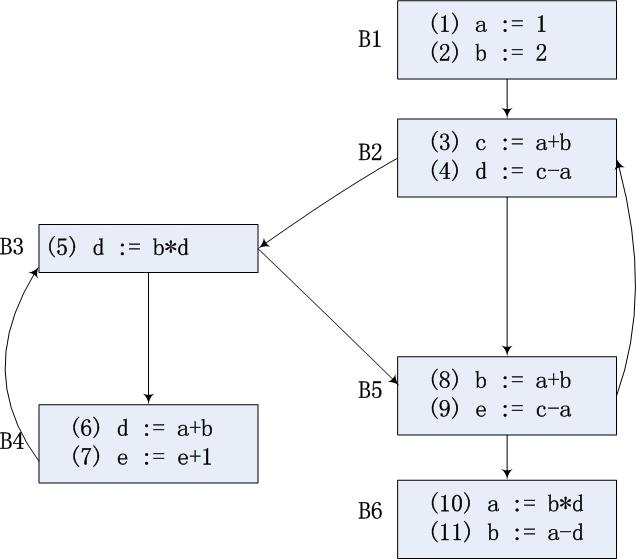 B1
(1) a := 1
(2) b := 2
B2
(3) c := a+b
(4) d := c-a
B3
(5) d := b*d
B4
(6) d := a+b
(7) e := e+1
B5
(8) b := a+b
(9) e := c-a
B6
(10) a := b*d
(11) b := a-d